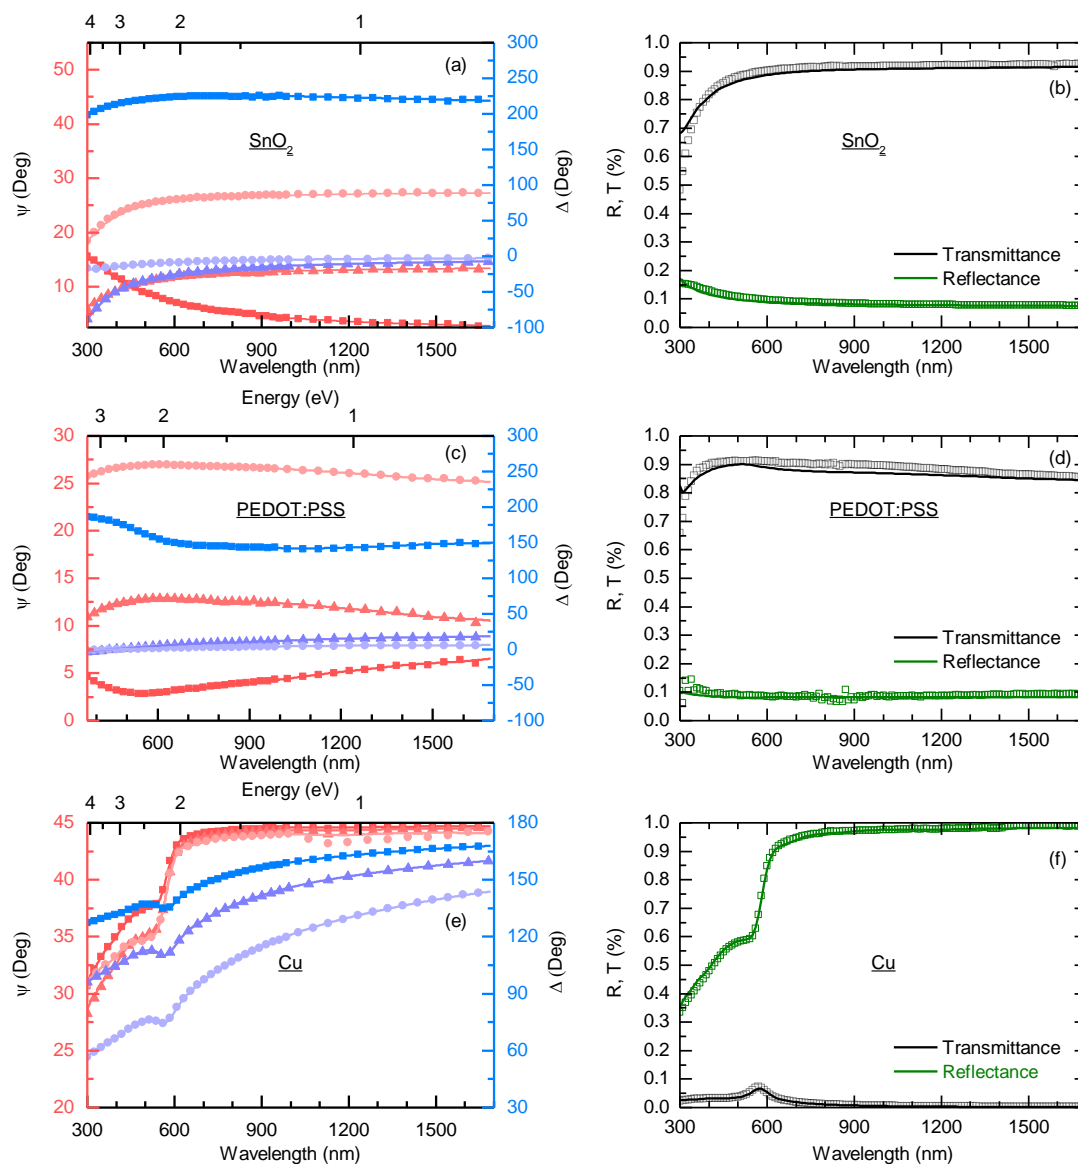 4 3 2 1
50 40 30 20 10
ψ (Deg)
300 250 200 150 100 50 0 -50 -100
Δ (Deg)
(a)
SnO2
300 600 900 1200 1500
Wavelength (nm)
1.0 0.9 0.8 0.7 0.6 0.5 0.4 0.3 0.2 0.1 0.0
R, T (%)
(b)
SnO2
Transmittance
Reflectance
300 600 900 1200 1500
Wavelength (nm)
Energy (eV)
3 2 1
30 25 20 15 10 5 0
ψ (Deg)
300 250 200 150 100 50 0 -50 -100
Δ (Deg)
(c)
PEDOT:PSS
600 900 1200 1500
Wavelength (nm)
1.0 0.9 0.8 0.7 0.6 0.5 0.4 0.3 0.2 0.1 0.0
R, T (%)
(d)
PEDOT:PSS
Transmittance
Reflectance
300 600 900 1200 1500
Wavelength (nm)
Energy (eV)
4 3 2 1
45 40 35 30 25 20
ψ (Deg)
180 150 120 90 60 30
Δ (Deg)
(e)
Cu
300 600 900 1200 1500
Wavelength (nm)
1.0 0.9 0.8 0.7 0.6 0.5 0.4 0.3 0.2 0.1 0.0
R, T (%)
(f)
Cu
Transmittance
Reflectance
300 600 900 1200 1500
Wavelength (nm)